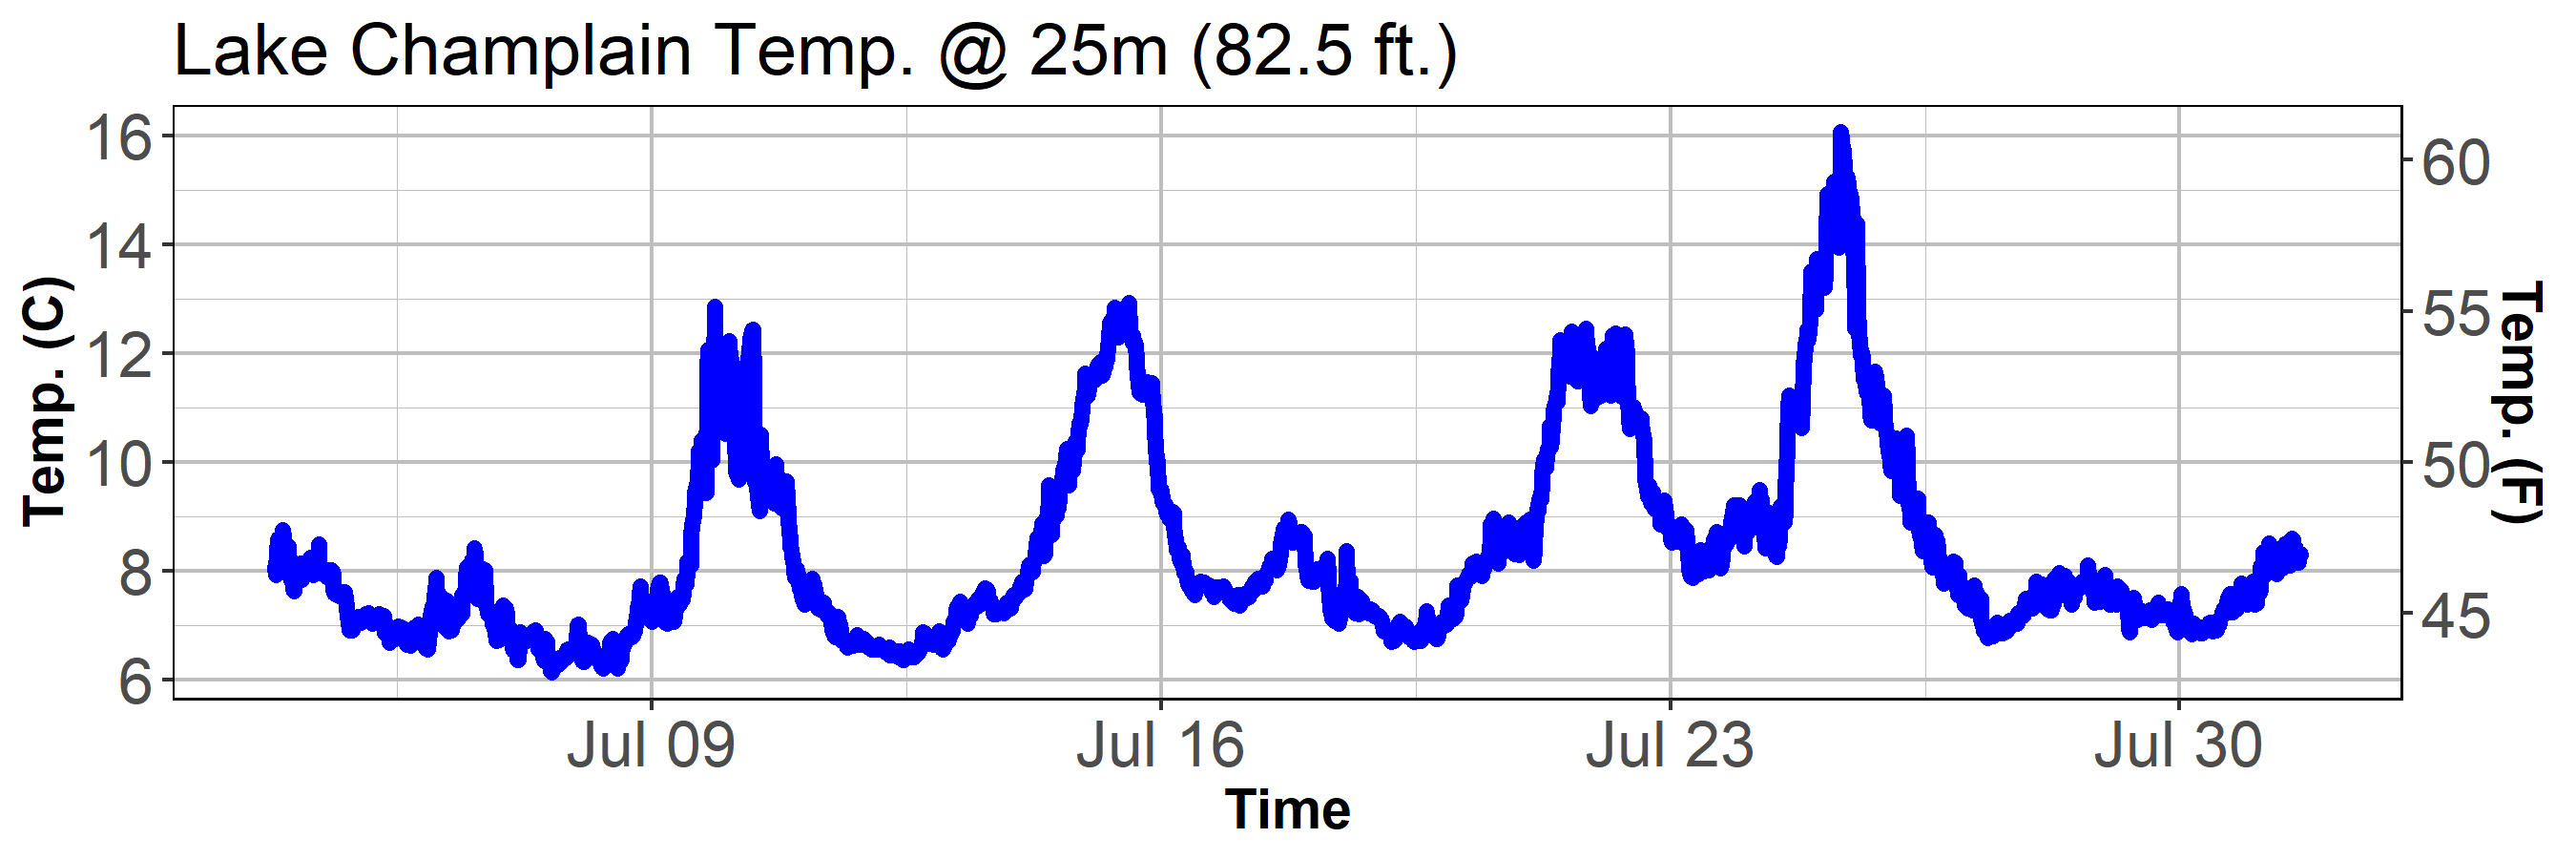 Lake Champlain Temp. @ 25m (82.5 ft.)
Temp. (C)
16
14
12
10
8
6
60
55
50
45
Temp. (F)
Jul 09 Jul 16 Jul 23 Jul 30
Time